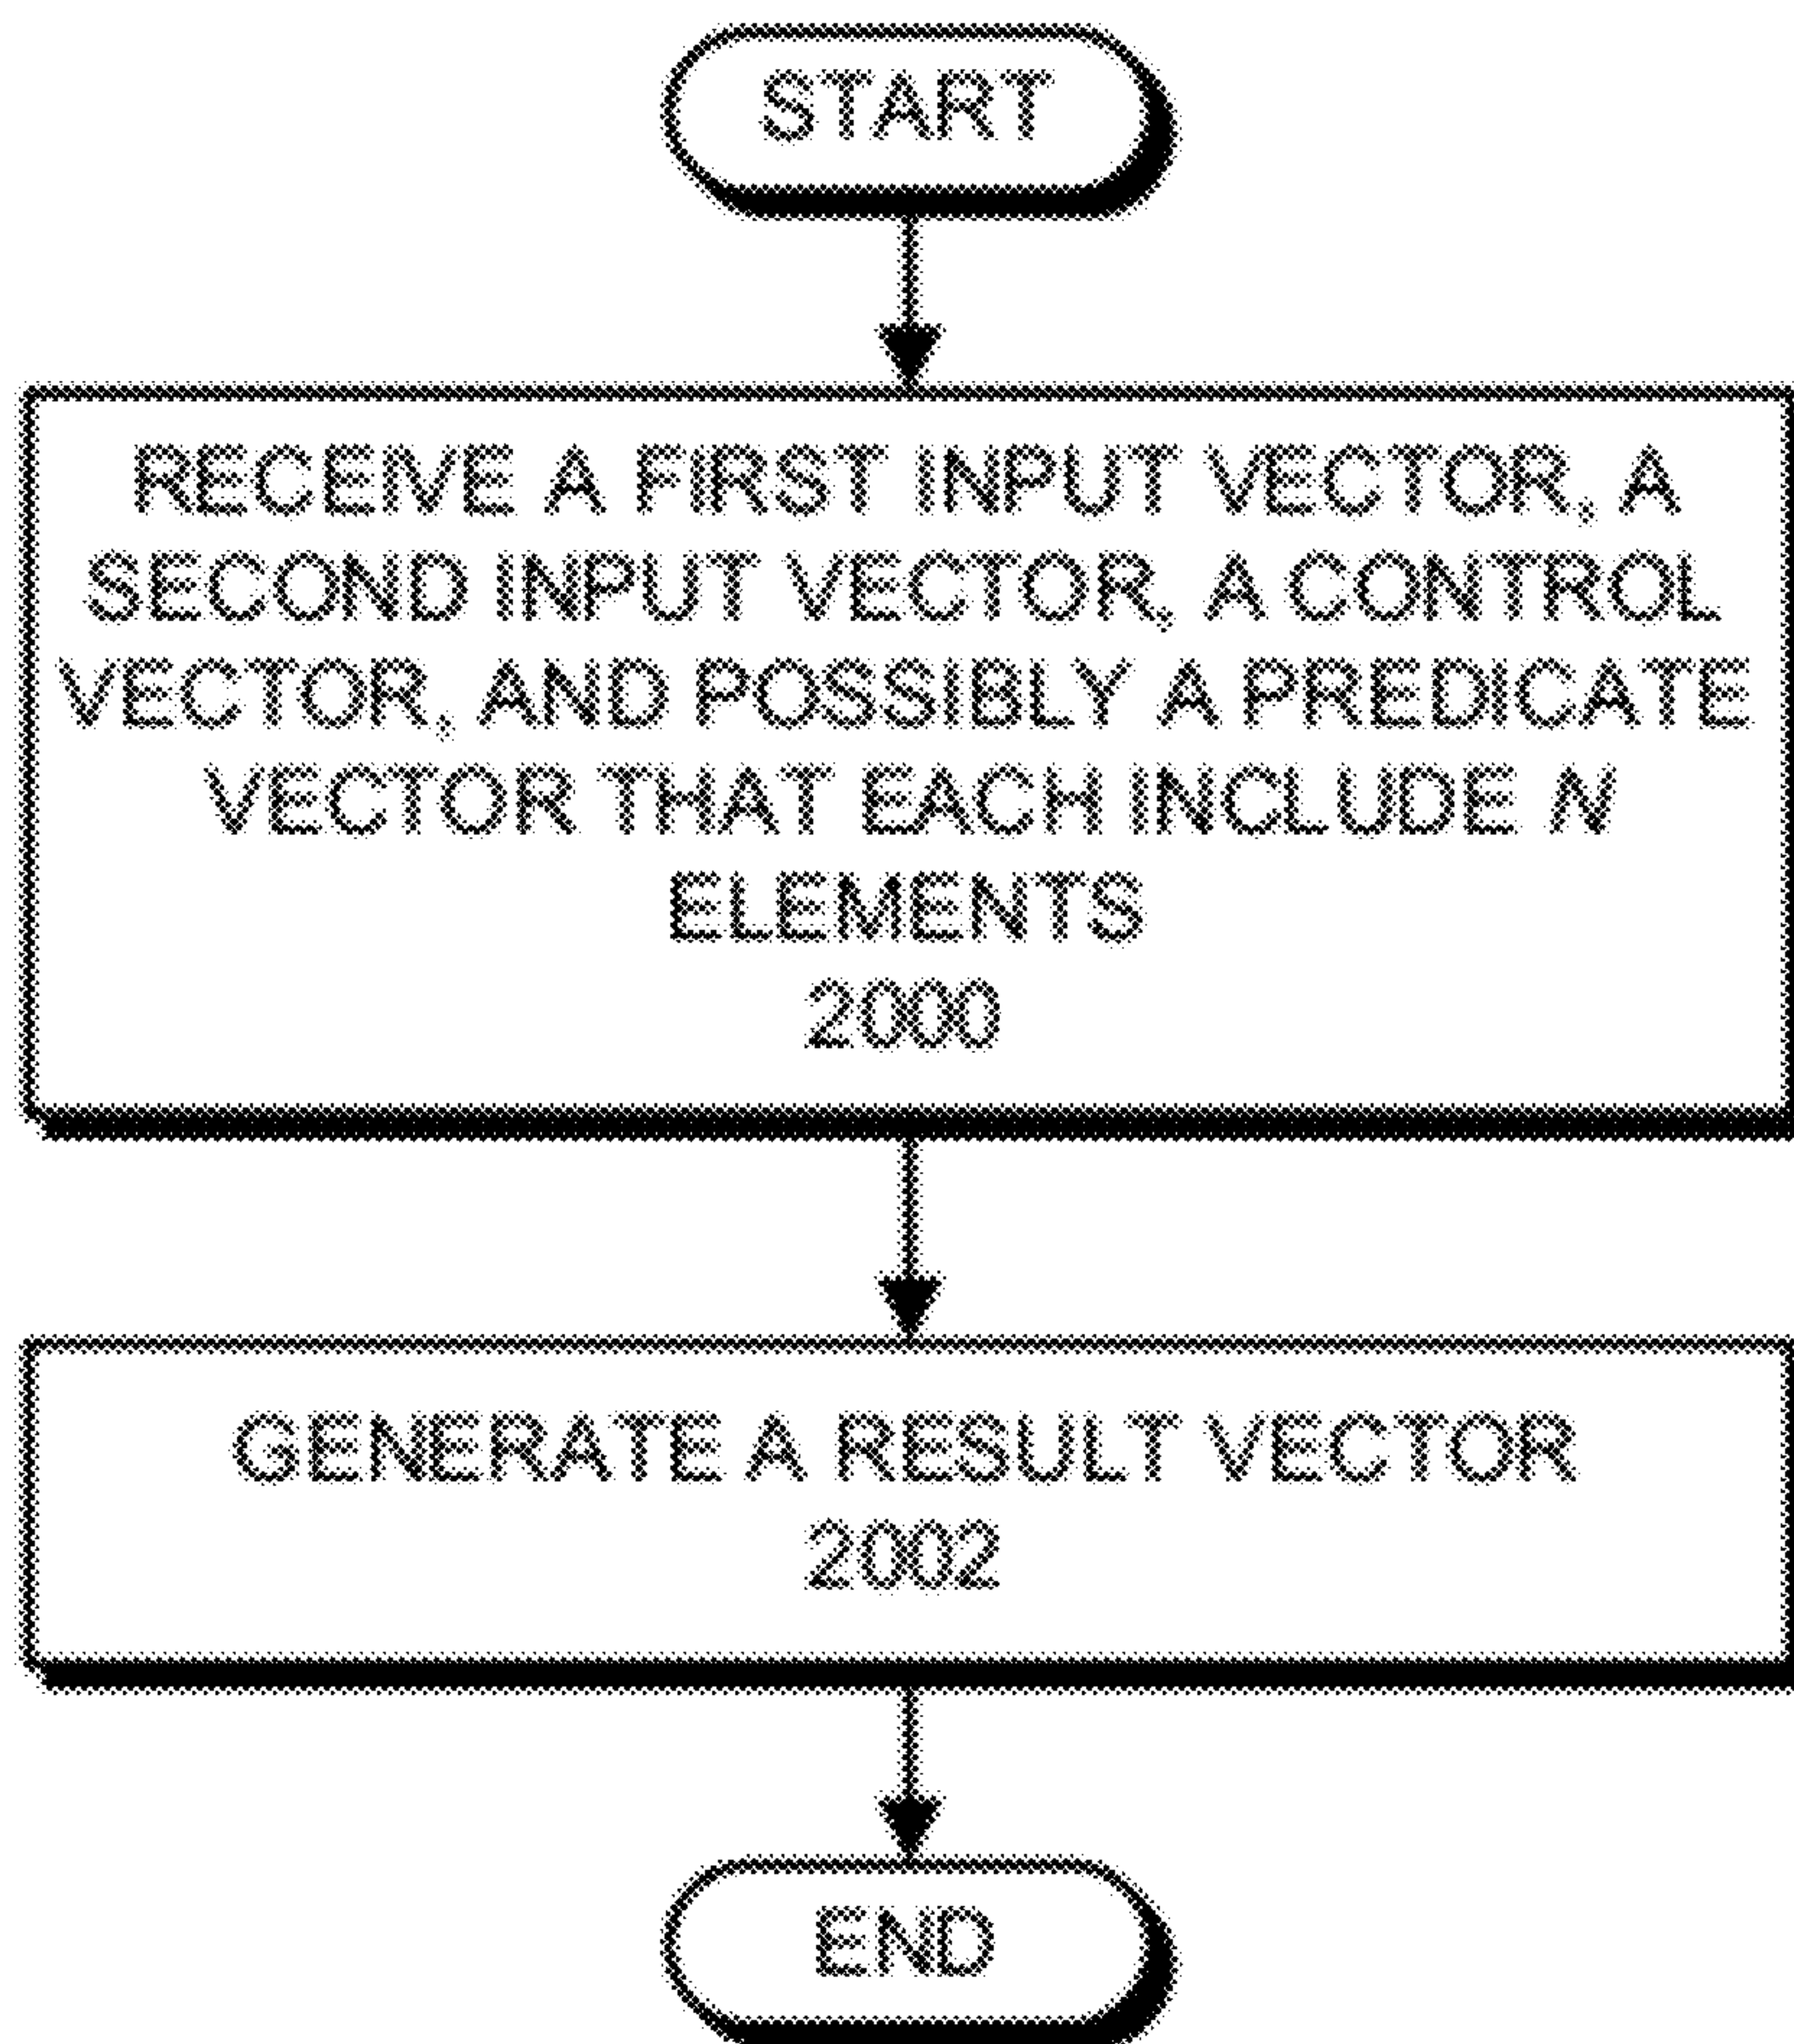 START
RECEIVE A FIRST INPUT VECTOR, A
SECOND INPUT VECTOR, A CONTROL
VECTOR, AND POSSIBLY A PREDICATE
VECTOR THAT EACH INCLUDE N
ELEMENTS
2000
GENERATE A RESULT VECTOR
2002
END